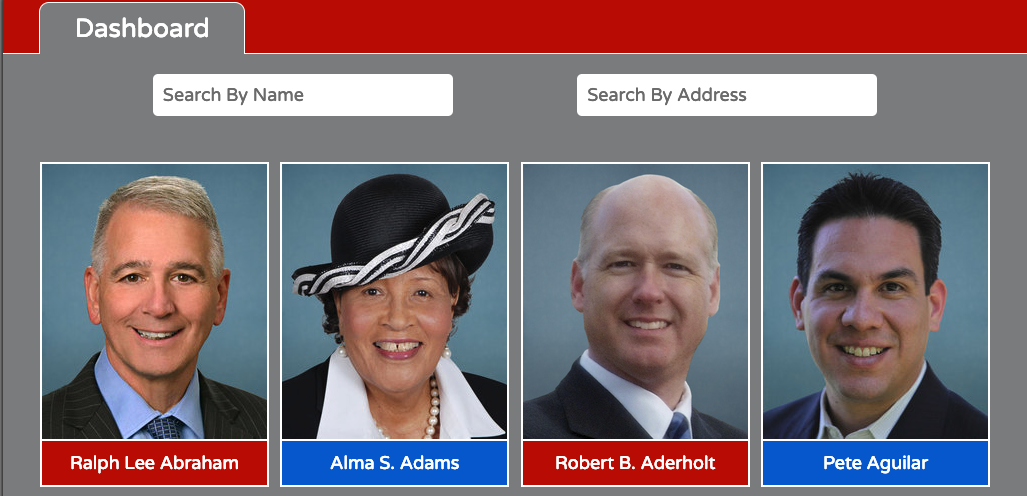 Dashboard
Search By Name
Search By Address
Ralph Lee Abraham
Alma S. Adams
Robert B. Aderholt
Pete Aguilar